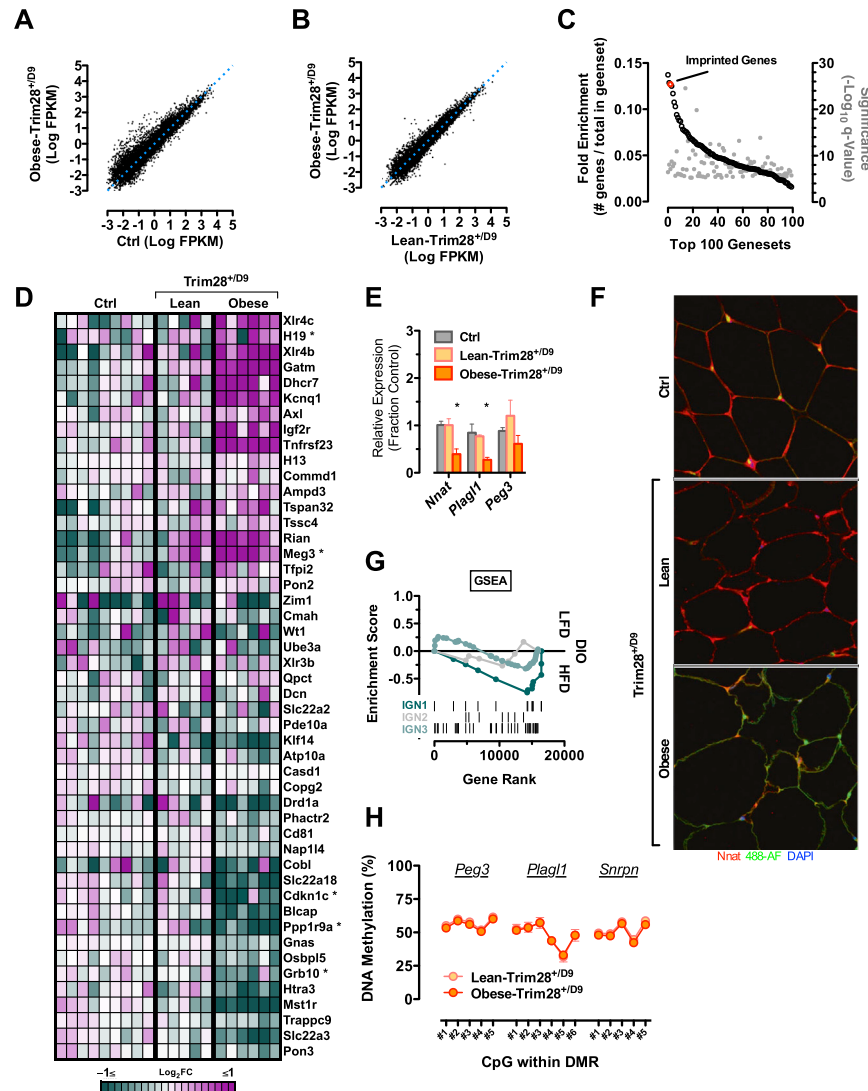 A
Obese-Trim28+/D9
(Log FPKM)
5
4
3
2
1
0
-1
-2
-3
-3 -2 -1 0 1 2 3 4 5
Ctrl (Log FPKM)
B
Obese-Trim28+/D9
(Log FPKM)
5
4
3
2
1
0
-1
-2
-3
-3 -2 -1 0 1 2 3 4 5
Lean-Trim28+/D9
(Log FPKM)
C
Fold Enrichment
(# genes / total in geenset)
0.15
0.10
0.05
0.00
Imprinted Genes
30
20
10
0
Significance
(-Log10 q-Value)
0 20 40 60 80 100
Top 100 Genesets
D
Trim28+/D9
Ctrl Lean Obese
Xlr4c
H19 *
Xlr4b
Gatm
Dhcr7
Kcnq1
Axl
Igf2r
Tnfrsf23
H13
Commd1
Ampd3
Tspan32
Tssc4
Rian
Meg3 *
Tfpi2
Pon2
Zim1
Cmah
Wt1
Ube3a
Xlr3b
Qpct
Dcn
Slc22a2
Pde10a
Klf14
Atp10a
Casd1
Copg2
Drd1a
Phactr2
Cd81
Nap1l4
Cobl
Slc22a18
Cdkn1c *
Blcap
Ppp1r9a *
Gnas
Osbpl5
Grb10 *
Htra3
Mst1r
Trappc9
Slc22a3
Pon3
−1≤ Log2FC ≤1
E
Relative Expression
(Fraction Control)
3
2
1
0
Ctrl
Lean-Trim28+/D9
Obese-Trim28+/D9
* *
Nnat Plagl1 Peg3
F
Ctrl
Lean
Obese
Trim28+/D9
Nnat 488-AF DAPI
G
GSEA
Enrichment Score
1.0
0.5
0.0
-0.5
LFD
HFD
DIO
IGN1
IGN2
IGN3
-
0 10000 20000
Gene Rank
H
DNA Methylation (%)
100
75
50
25
0
Peg3 Plagl1 Snrpn
Lean-Trim28+/D9
Obese-Trim28+/D9
#1 #2 #3 #4 #5 #1 #2 #3 #4 #5 #6 #1 #2 #3 #4 #5
CpG within DMR